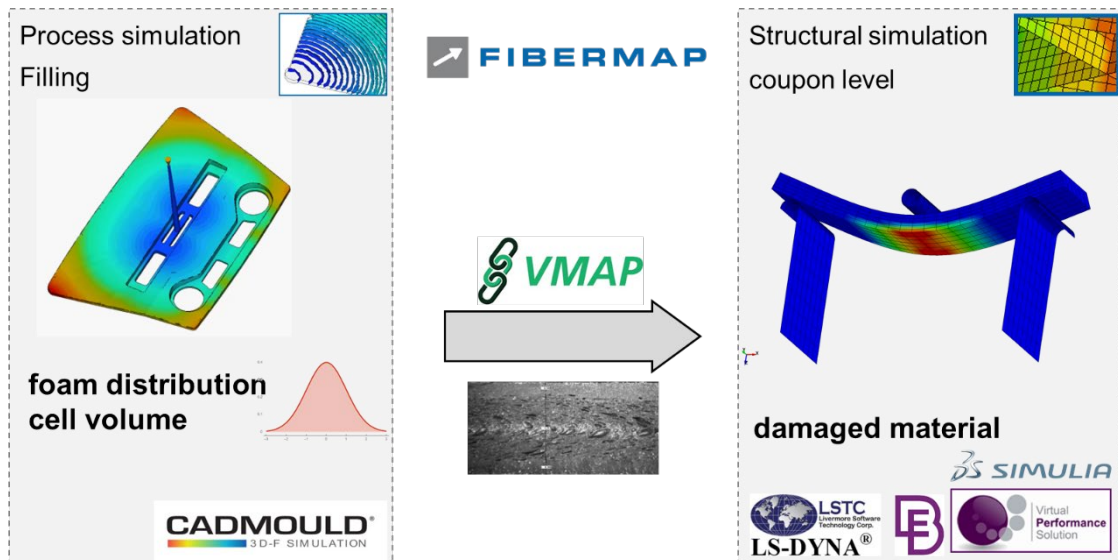 Process simulation
Filling
foam distribution
cell volume
CADMOULD®
3D-F SIMULATION
FIBERMAP
VMAP
Structural simulation
coupon level
damaged material
SIMULIA
LSTC
Livermore Software
Technology Corp.
LS-DYNA®
Virtual
Performance
Solution